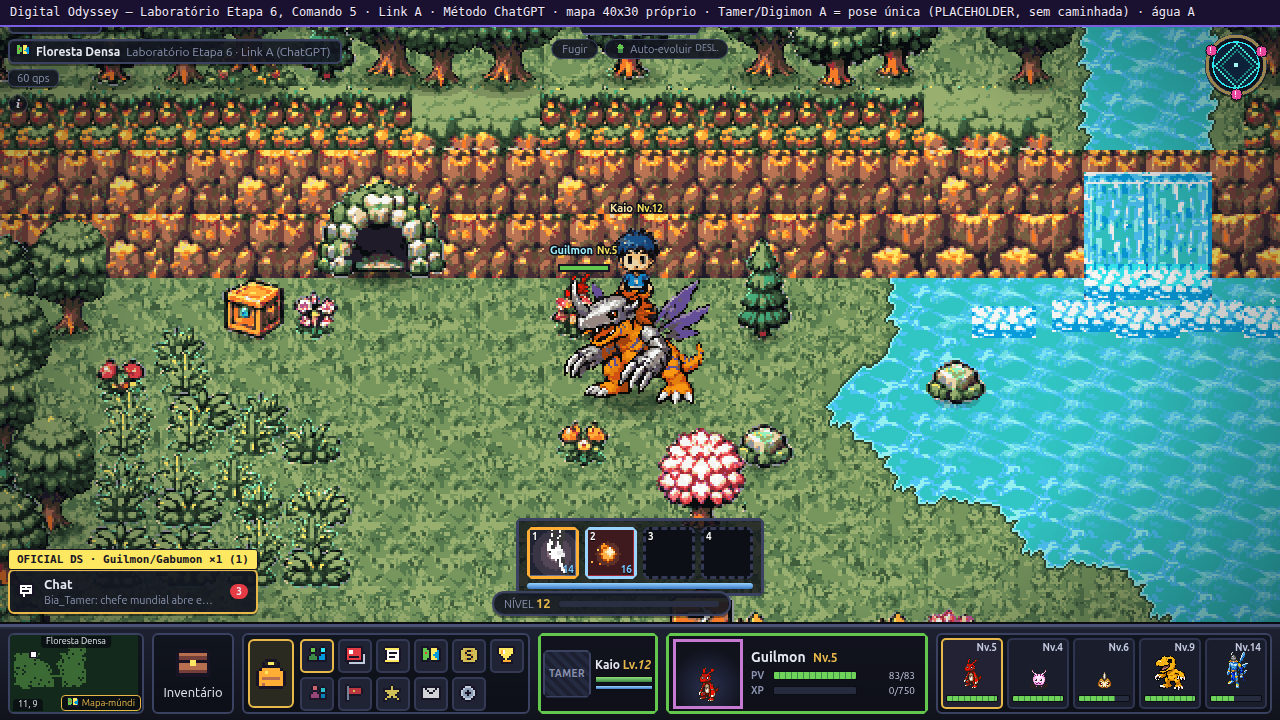 Digital Odyssey — Laboratório Etapa 6, Comando 5 · Link A · Método ChatGPT · mapa 40x30 próprio · Tamer/Digimon A = pose única (PLACEHOLDER, sem caminhada) · água A
Floresta Densa Laboratório Etapa 6 · Link A (ChatGPT)
Fugir
Auto-evoluir DESL.
60 qps
i
Kaio Nv.12
Guilmon Nv.5
1 14
2 16
3
4
NÍVEL 12
OFICIAL DS · Guilmon/Gabumon ×1 (1)
Chat
Bia_Tamer: chefe mundial abre e...
3
Floresta Densa
11, 9
Mapa-múndi
Inventário
TAMER
Kaio Lv.12
Guilmon Nv.5
PV 83/83
XP 0/750
Nv.5
Nv.4
Nv.6
Nv.9
Nv.14